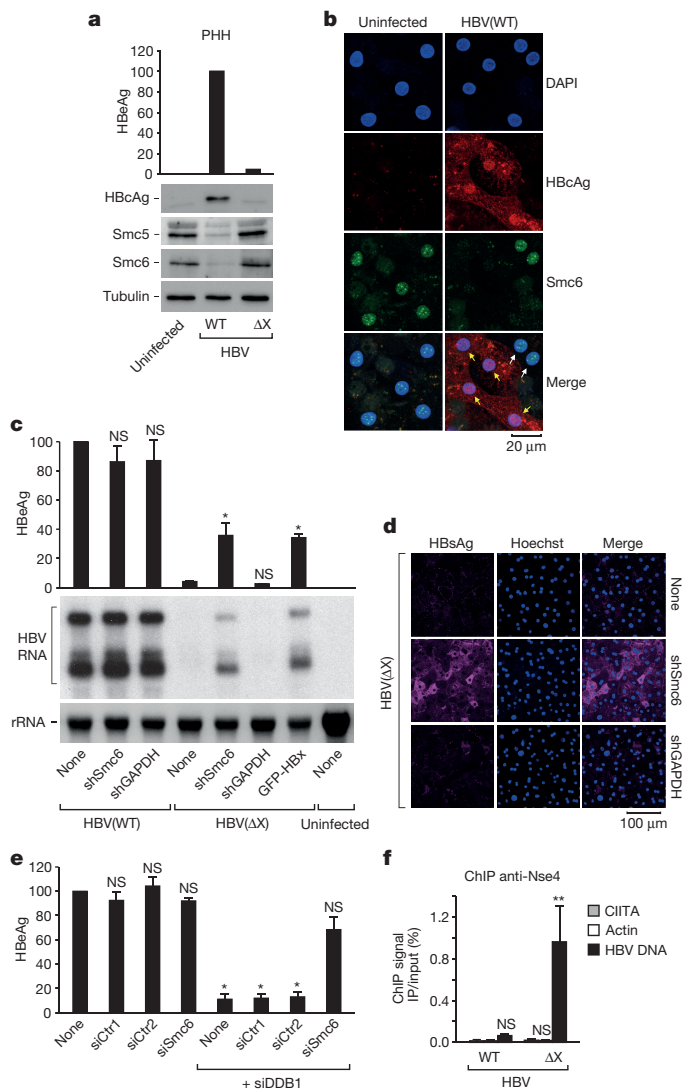 a
PHH
HBeAg
120
100
80
60
40
20
0
HBcAg
Smc5
Smc6
Tubulin
Uninfected
WT
ΔX
HBV
b
Uninfected
HBV(WT)
DAPI
HBcAg
Smc6
Merge
20 μm
c
HBeAg
100
80
60
40
20
0
NS
NS
*
NS
*
HBV
RNA
rRNA
None
shSmc6
shGAPDH
None
shSmc6
shGAPDH
GFP-HBx
None
HBV(WT)
HBV(ΔX)
Uninfected
d
HBsAg
Hoechst
Merge
HBV(ΔX)
None
shSmc6
shGAPDH
100 μm
e
HBeAg
120
100
80
60
40
20
0
NS
NS
NS
*
*
*
NS
None
siCtr1
siCtr2
siSmc6
None
siCtr1
siCtr2
siSmc6
+ siDDB1
f
ChIP anti-Nse4
ChIP signal
IP/input (%)
1.2
0.8
0.4
0.0
CIITA
Actin
HBV DNA
NS
NS
**
WT
ΔX
HBV